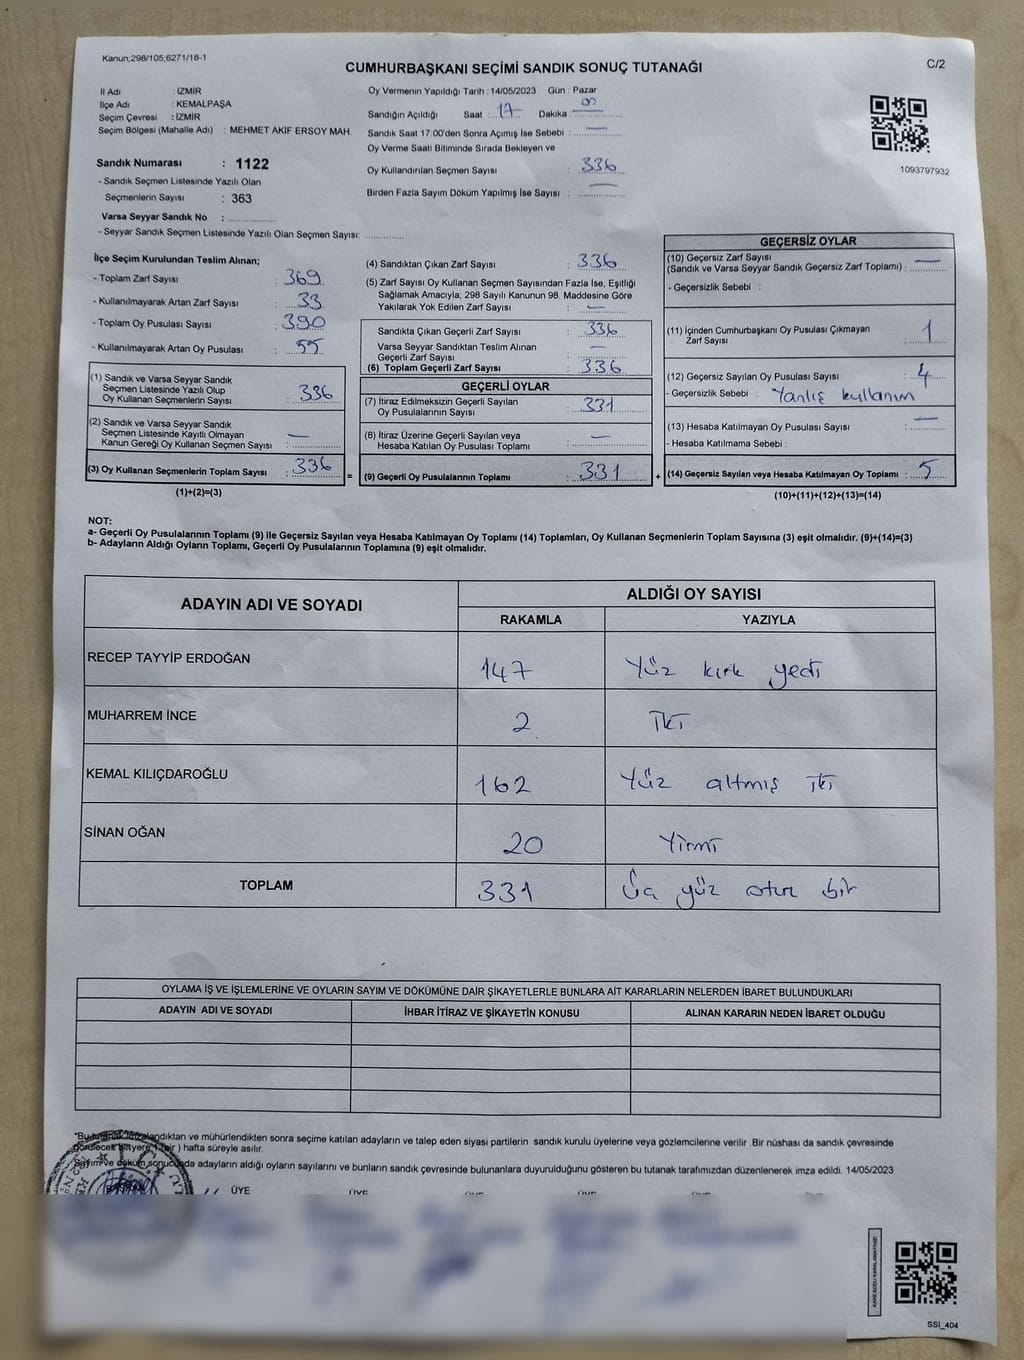 Kanun;298/105,6271/18-1
CUMHURBAŞKANI SEÇİMİ SANDIK SONUÇ TUTANAĞI
C/2
İl Adı : İZMİR
İlçe Adı : KEMALPAŞA
Seçim Çevresi : İZMİR
Seçim Bölgesi (Mahalle Adı) : MEHMET AKİF ERSOY MAH.
Sandık Numarası : 1122
- Sandık Seçmen Listesinde Yazılı Olan
Seçmenlerin Sayısı : 363
Varsa Seyyar Sandık No :
- Seyyar Sandık Seçmen Listesinde Yazılı Olan Seçmen Sayısı:
Oy Vermenin Yapıldığı Tarih : 14/05/2023 Gün : Pazar
Sandığın Açıldığı Saat : 17 Dakika :
Sandık Saat 17:00'den Sonra Açımış İse Sebebi : —
Oy Verme Saati Bitiminde Sırada Bekleyen ve
Oy Kullandırılan Seçmen Sayısı : 336
Birden Fazla Sayım Döküm Yapılmış İse Sayısı : —
1093797932
İlçe Seçim Kurulundan Teslim Alınan;
- Toplam Zarf Sayısı : 369
- Kullanılmayarak Artan Zarf Sayısı : 33
- Toplam Oy Pusulası Sayısı : 390
- Kullanılmayarak Artan Oy Pusulası : 55
(1) Sandık ve Varsa Seyyar Sandık
Seçmen Listesinde Yazılı Olup
Oy Kullanan Seçmenlerin Sayısı : 336
(2) Sandık ve Varsa Seyyar Sandık
Seçmen Listesinde Kayıtlı Olmayan
Kanun Gereği Oy Kullanan Seçmen Sayısı : —
(3) Oy Kullanan Seçmenlerin Toplam Sayısı : 336
=
(1)+(2)=(3)
(4) Sandıktan Çıkan Zarf Sayısı : 336
(5) Zarf Sayısı Oy Kullanan Seçmen Sayısından Fazla İse, Eşitliği
Sağlamak Amacıyla; 298 Sayılı Kanunun 98. Maddesine Göre
Yakılarak Yok Edilen Zarf Sayısı : —
Sandıkta Çıkan Geçerli Zarf Sayısı : 336
Varsa Seyyar Sandıktan Teslim Alınan
Geçerli Zarf Sayısı : —
(6) Toplam Geçerli Zarf Sayısı : 336
GEÇERLİ OYLAR
(7) İtiraz Edilmeksizin Geçerli Sayılan
Oy Pusulalarının Sayısı : 331
(8) İtiraz Üzerine Geçerli Sayılan veya
Hesaba Katılan Oy Pusulası Toplamı : —
(9) Geçerli Oy Pusulalarının Toplamı : 331
+
GEÇERSİZ OYLAR
(10) Geçersiz Zarf Sayısı
(Sandık ve Varsa Seyyar Sandık Geçersiz Zarf Toplamı) : —
- Geçersizlik Sebebi :
(11) İçinden Cumhurbaşkanı Oy Pusulası Çıkmayan
Zarf Sayısı : 1
(12) Geçersiz Sayılan Oy Pusulası Sayısı : 4
- Geçersizlik Sebebi : Yanlış kullanım
(13) Hesaba Katılmayan Oy Pusulası Sayısı : —
- Hesaba Katılmama Sebebi :
(14) Geçersiz Sayılan veya Hesaba Katılmayan Oy Toplamı : 5
(10)+(11)+(12)+(13)=(14)
NOT:
a- Geçerli Oy Pusulalarının Toplamı (9) ile Geçersiz Sayılan veya Hesaba Katılmayan Oy Toplamı (14) Toplamları, Oy Kullanan Seçmenlerin Toplam Sayısına (3) eşit olmalıdır. (9)+(14)=(3)
b- Adayların Aldığı Oyların Toplamı, Geçerli Oy Pusulalarının Toplamına (9) eşit olmalıdır.
ADAYIN ADI VE SOYADI
ALDIĞI OY SAYISI
RAKAMLA YAZIYLA
RECEP TAYYİP ERDOĞAN 147 Yüz kırk yedi
MUHARREM İNCE 2 İki
KEMAL KILIÇDAROĞLU 162 Yüz altmış iki
SİNAN OĞAN 20 Yirmi
TOPLAM 331 Üç yüz otuz bir
OYLAMA İŞ VE İŞLEMLERİNE VE OYLARIN SAYIM VE DÖKÜMÜNE DAİR ŞİKAYETLERLE BUNLARA AİT KARARLARIN NELERDEN İBARET BULUNDUKLARI
ADAYIN ADI VE SOYADI İHBAR İTİRAZ VE ŞİKAYETİN KONUSU ALINAN KARARIN NEDEN İBARET OLDUĞU
"Bu tutanak imzalandıktan ve mühürlendikten sonra seçime katılan adayların ve talep eden siyasi partilerin sandık kurulu üyelerine veya gözlemcilerine verilir. Bir nüshası da sandık çevresinde
görülecek bir yere 1 (bir) hafta süreyle asılır.
Sayım ve döküm sonucunda adayların aldığı oyların sayılarını ve bunların sandık çevresinde bulunanlara duyurulduğunu gösteren bu tutanak tarafımızdan düzenlenerek imza edildi. 14/05/2023
ÜYE ÜYE ÜYE ÜYE ÜYE
SSI_404